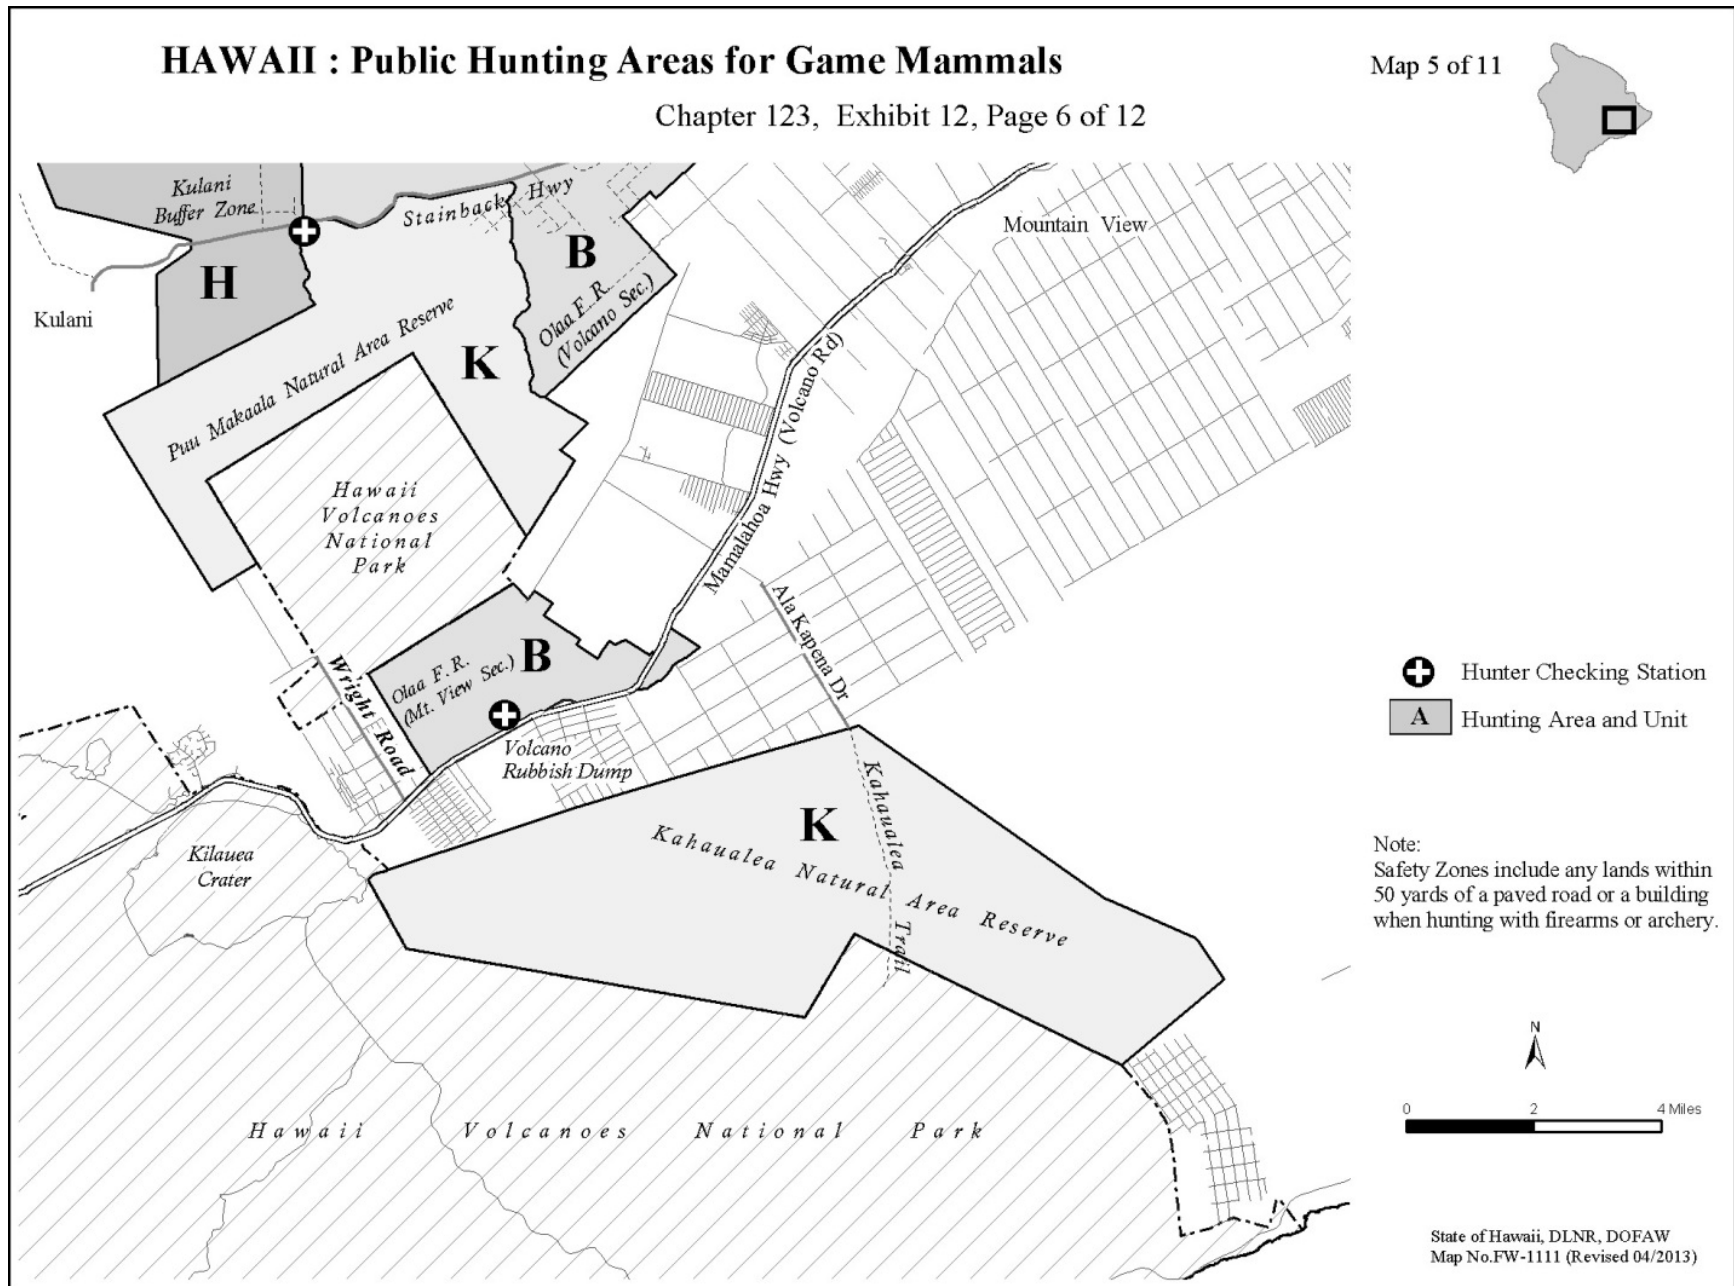 HAWAII : Public Hunting Areas for Game Mammals
Map 5 of 11
Chapter 123, Exhibit 12, Page 6 of 12
Kulani
Buffer Zone
Stainback Hwy
Mountain View
H
B
Olaa F. R.
(Volcano Sec.)
Kulani
Puu Makaala Natural Area Reserve
K
Mamalahoa Hwy (Volcano Rd)
Hawaii
Volcanoes
National
Park
Ala Kapena Dr
Wright Road
Olaa F. R.
(Mt. View Sec.)
B
Hunter Checking Station
A Hunting Area and Unit
Volcano
Rubbish Dump
Kahaualea Trail
K
Kahaualea Natural Area Reserve
Kilauea
Crater
Note:
Safety Zones include any lands within
50 yards of a paved road or a building
when hunting with firearms or archery.
N
0 2 4 Miles
Hawaii Volcanoes National Park
State of Hawaii, DLNR, DOFAW
Map No.FW-1111 (Revised 04/2013)